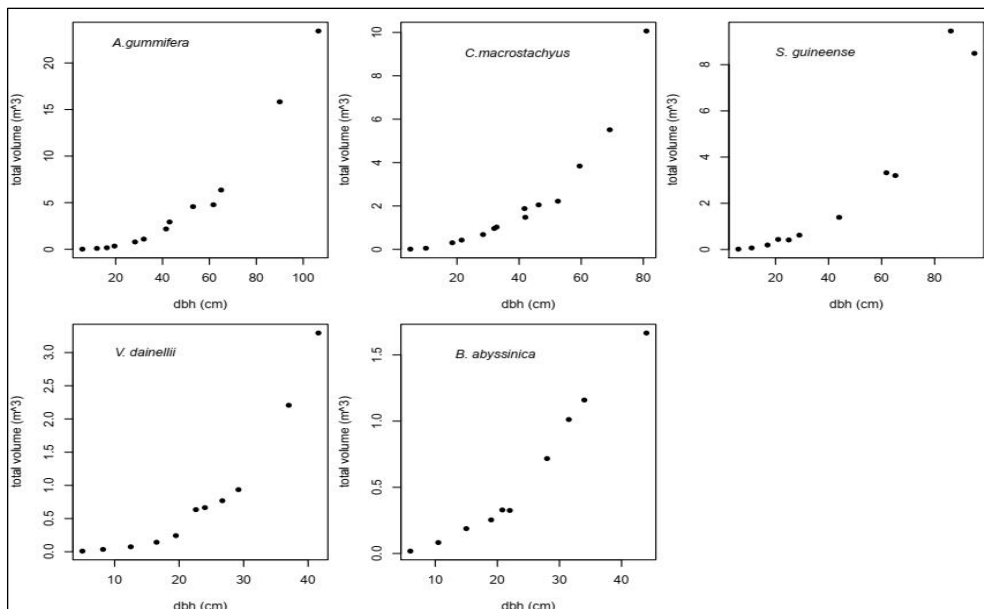 A.gummifera
total volume (m^3)
0 5 10 15 20
20 40 60 80 100
dbh (cm)
C.macrostachyus
total volume (m^3)
0 2 4 6 8 10
20 40 60 80
dbh (cm)
S. guineense
total volume (m^3)
0 2 4 6 8
20 40 60 80
dbh (cm)
V. dainellii
total volume (m^3)
0.0 0.5 1.0 1.5 2.0 2.5 3.0
10 20 30 40
dbh (cm)
B. abyssinica
total volume (m^3)
0.0 0.5 1.0 1.5
10 20 30 40
dbh (cm)